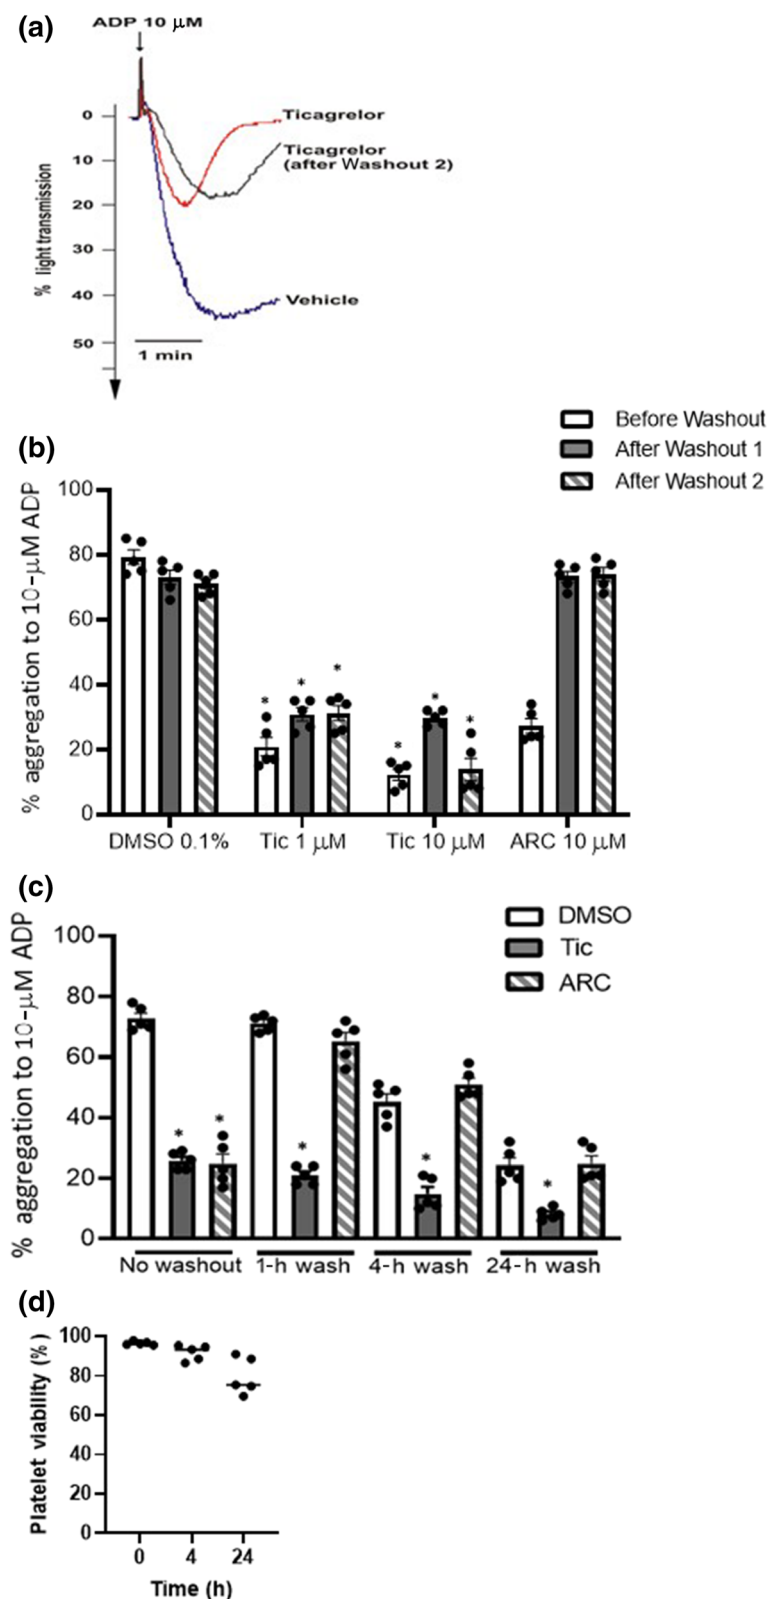 (a)
ADP 10 μM
0
10
20
30
40
50
% light transmission
Ticagrelor
Ticagrelor
(after Washout 2)
Vehicle
1 min
(b)
Before Washout
After Washout 1
After Washout 2
% aggregation to 10-μM ADP
100
80
60
40
20
0
* * *
* * *
DMSO 0.1% Tic 1 μM Tic 10 μM ARC 10 μM
(c)
DMSO
Tic
ARC
% aggregation to 10-μM ADP
100
80
60
40
20
0
* * * * *
No washout 1-h wash 4-h wash 24-h wash
(d)
Platelet viability (%)
100
80
60
40
20
0
0 4 24
Time (h)